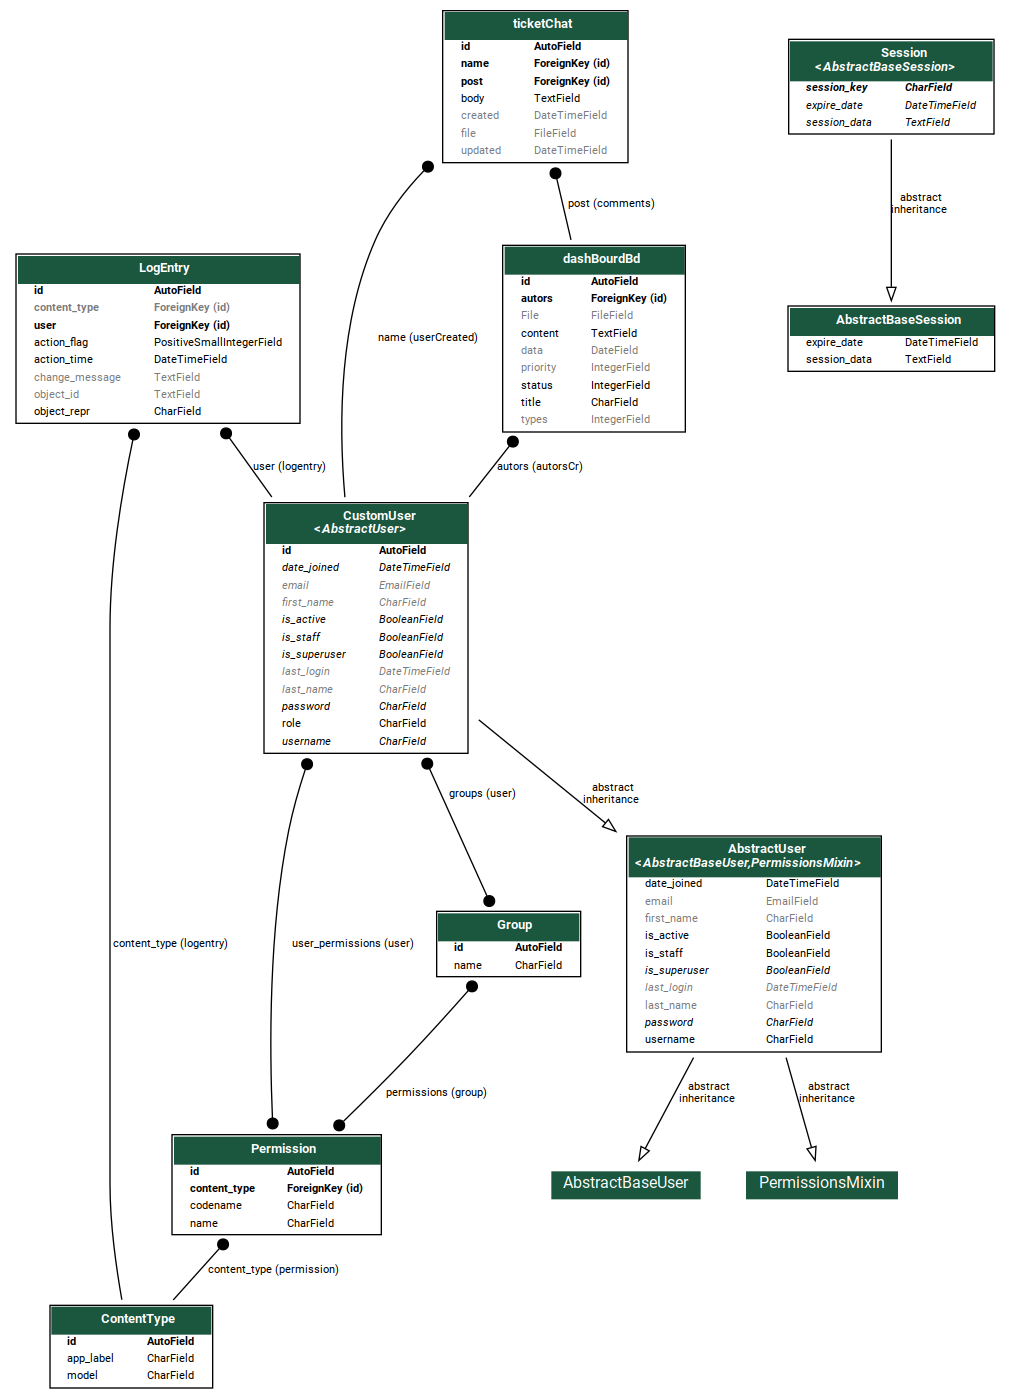 ticketChat
id AutoField
name ForeignKey (id)
post ForeignKey (id)
body TextField
created DateTimeField
file FileField
updated DateTimeField
Session
<AbstractBaseSession>
session_key CharField
expire_date DateTimeField
session_data TextField
abstract
inheritance
post (comments)
LogEntry
id AutoField
content_type ForeignKey (id)
user ForeignKey (id)
action_flag PositiveSmallIntegerField
action_time DateTimeField
change_message TextField
object_id TextField
object_repr CharField
dashBourdBd
id AutoField
autors ForeignKey (id)
File FileField
content TextField
data DateField
priority IntegerField
status IntegerField
title CharField
types IntegerField
AbstractBaseSession
expire_date DateTimeField
session_data TextField
name (userCreated)
user (logentry)
autors (autorsCr)
CustomUser
<AbstractUser>
id AutoField
date_joined DateTimeField
email EmailField
first_name CharField
is_active BooleanField
is_staff BooleanField
is_superuser BooleanField
last_login DateTimeField
last_name CharField
password CharField
role CharField
username CharField
groups (user)
abstract
inheritance
AbstractUser
<AbstractBaseUser,PermissionsMixin>
date_joined DateTimeField
email EmailField
first_name CharField
is_active BooleanField
is_staff BooleanField
is_superuser BooleanField
last_login DateTimeField
last_name CharField
password CharField
username CharField
Group
id AutoField
name CharField
content_type (logentry)
user_permissions (user)
permissions (group)
abstract
inheritance
abstract
inheritance
Permission
id AutoField
content_type ForeignKey (id)
codename CharField
name CharField
AbstractBaseUser
PermissionsMixin
content_type (permission)
ContentType
id AutoField
app_label CharField
model CharField